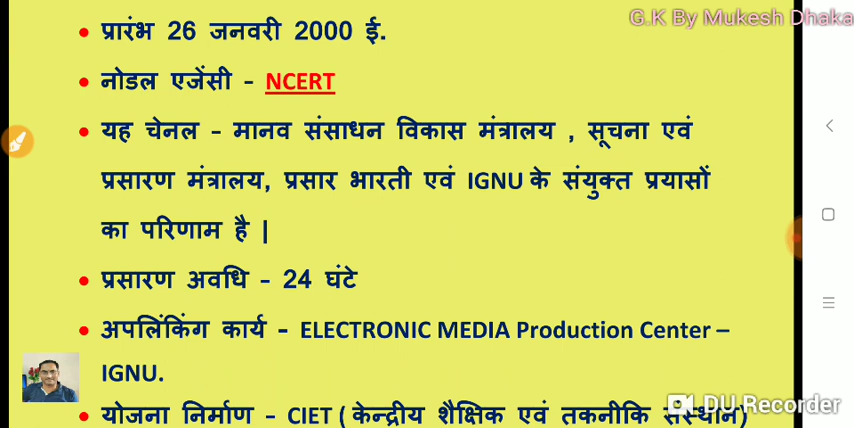 G.K By Mukesh Dhaka
• प्रारंभ 26 जनवरी 2000 ई.
• नोडल एजेंसी - NCERT
• यह चेनल - मानव संसाधन विकास मंत्रालय , सूचना एवं
प्रसारण मंत्रालय, प्रसार भारती एवं IGNU के संयुक्त प्रयासों
का परिणाम है |
• प्रसारण अवधि - 24 घंटे
• अपलिंकिंग कार्य - ELECTRONIC MEDIA Production Center –
IGNU.
• योजना निर्माण - CIET ( केन्द्रीय शैक्षिक एवं तकनीकि संस्थान)
DU Recorder